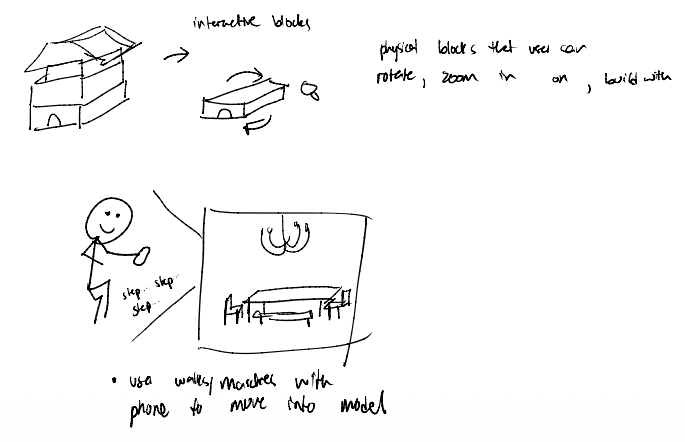 interactive blocks
physical blocks that user can
rotate, zoom in on, build with
step... step...
step...
• user walks/marches with
phone to move into model